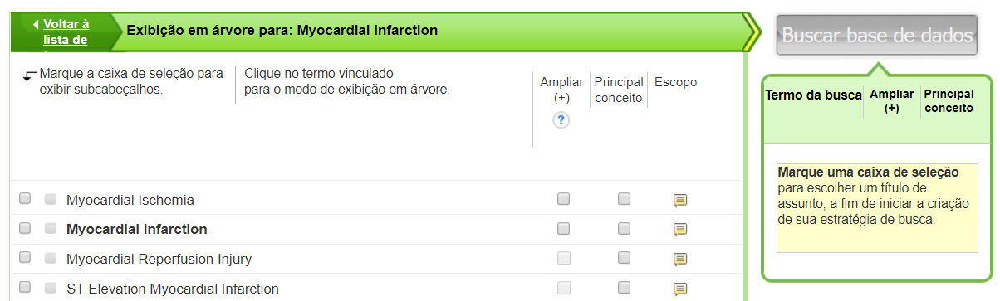 Voltar à
lista de
Exibição em árvore para: Myocardial Infarction
Marque a caixa de seleção para
exibir subcabeçalhos.
Clique no termo vinculado
para o modo de exibição em árvore.
Ampliar
(+)
?
Principal
conceito
Escopo
Myocardial Ischemia
Myocardial Infarction
Myocardial Reperfusion Injury
ST Elevation Myocardial Infarction
Buscar base de dados
Termo da busca
Ampliar
(+)
Principal
conceito
Marque uma caixa de seleção
para escolher um título de
assunto, a fim de iniciar a criação
de sua estratégia de busca.